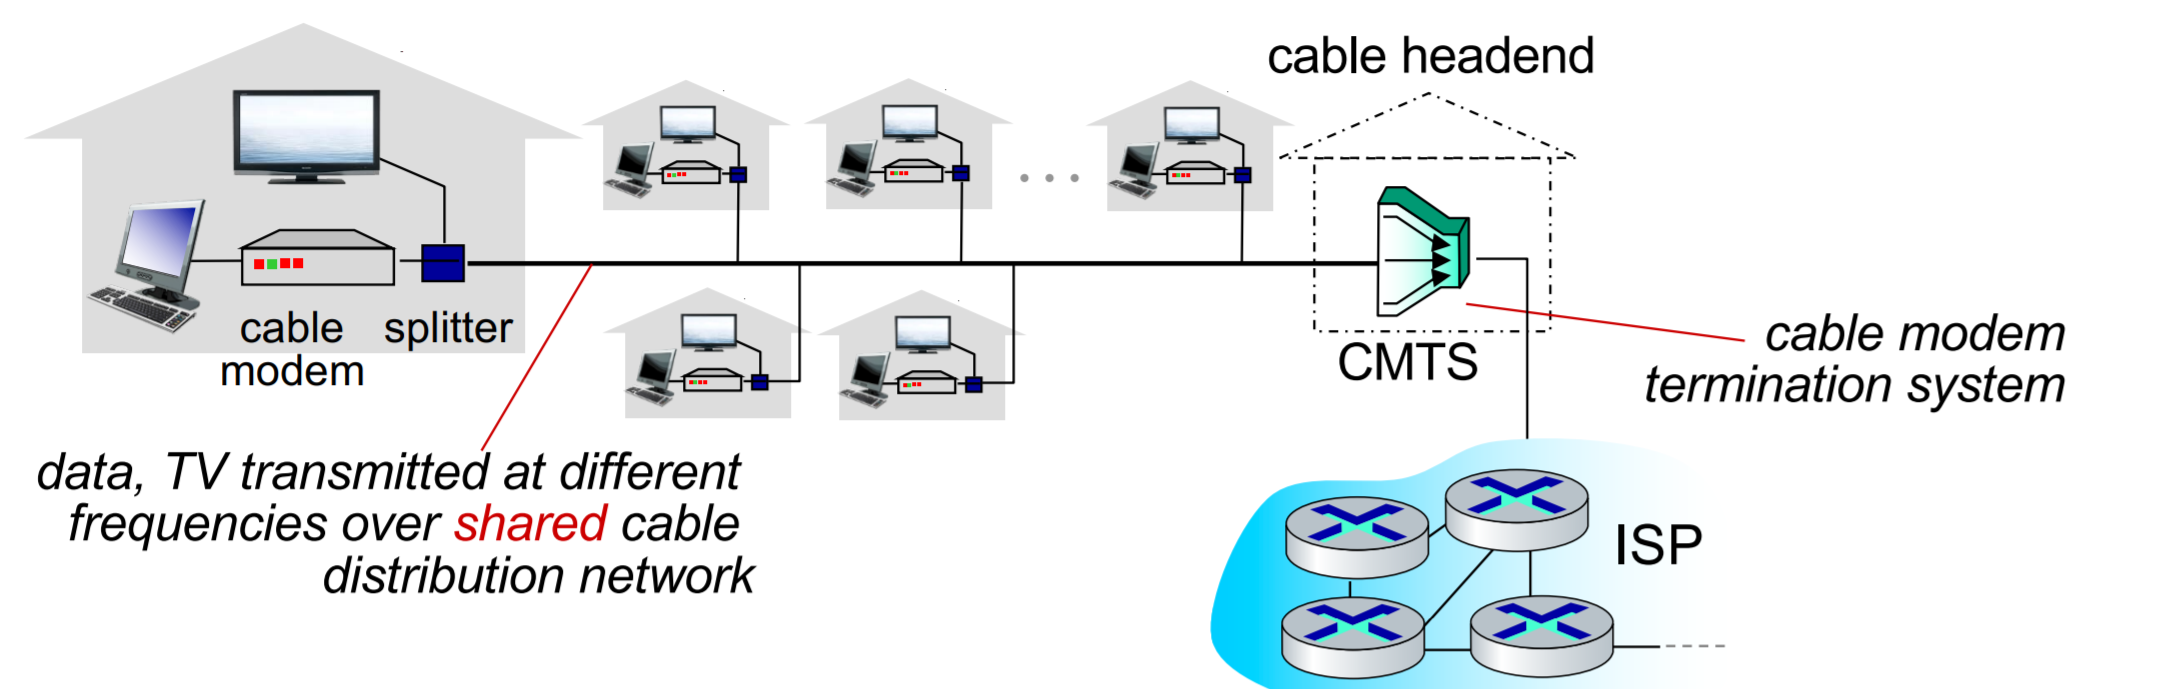 cable headend
cable
modem
splitter
CMTS
cable modem
termination system
data, TV transmitted at different
frequencies over shared cable
distribution network
ISP